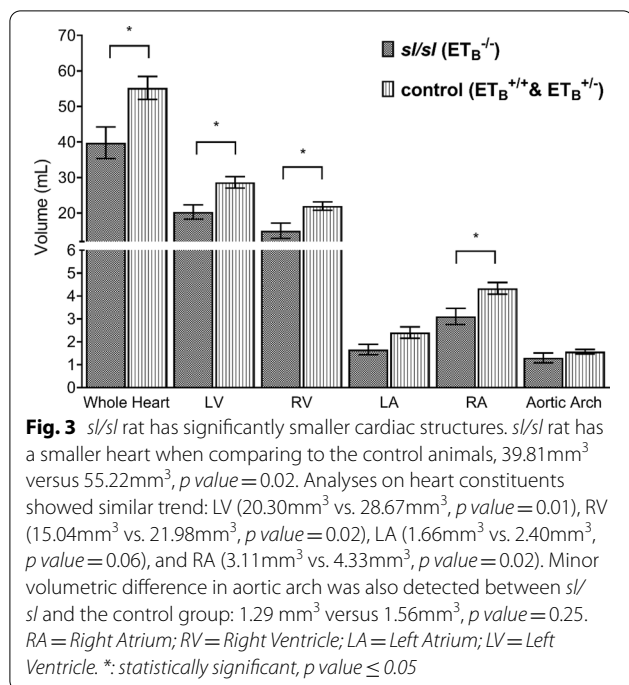 *
70
60
50
40
30
20
6
5
4
3
2
1
0
Volume (mL)
sl/sl (ET_B^-/-)
control (ET_B^+/+ & ET_B^+/-)
*
*
*
Whole Heart LV RV LA RA Aortic Arch
Fig. 3 sl/sl rat has significantly smaller cardiac structures. sl/sl rat has
a smaller heart when comparing to the control animals, 39.81mm³
versus 55.22mm³, p value = 0.02. Analyses on heart constituents
showed similar trend: LV (20.30mm³ vs. 28.67mm³, p value = 0.01), RV
(15.04mm³ vs. 21.98mm³, p value = 0.02), LA (1.66mm³ vs. 2.40mm³,
p value = 0.06), and RA (3.11mm³ vs. 4.33mm³, p value = 0.02). Minor
volumetric difference in aortic arch was also detected between sl/
sl and the control group: 1.29 mm³ versus 1.56mm³, p value = 0.25.
RA = Right Atrium; RV = Right Ventricle; LA = Left Atrium; LV = Left
Ventricle. *: statistically significant, p value ≤ 0.05